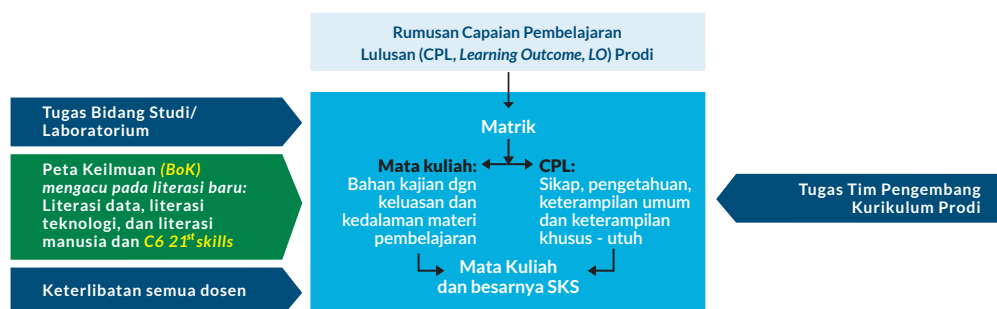 Rumusan Capaian Pembelajaran
Lulusan (CPL, Learning Outcome, LO) Prodi
Tugas Bidang Studi/
Laboratorium
Peta Keilmuan (BoK)
mengacu pada literasi baru:
Literasi data, literasi
teknologi, dan literasi
manusia dan C6 21st skills
Keterlibatan semua dosen
Matrik
Mata kuliah:
Bahan kajian dgn
keluasan dan
kedalaman materi
pembelajaran
CPL:
Sikap, pengetahuan,
keterampilan umum
dan keterampilan
khusus - utuh
Mata Kuliah
dan besarnya SKS
Tugas Tim Pengembang
Kurikulum Prodi